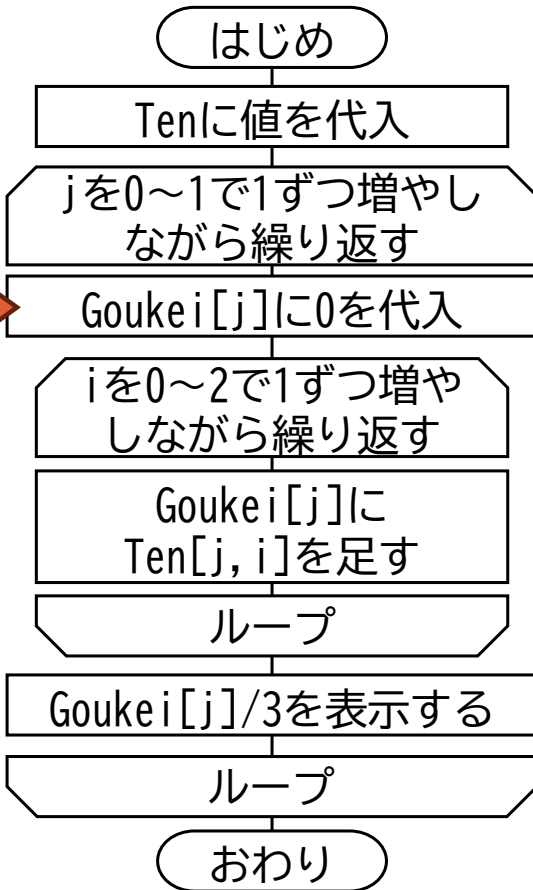 はじめ
Tenに値を代入
jを0～1で1ずつ増やし
ながら繰り返す
Goukei[j]に0を代入
iを0～2で1ずつ増や
しながら繰り返す
Goukei[j]に
Ten[j,i]を足す
ループ
Goukei[j]/3を表示する
ループ
おわり